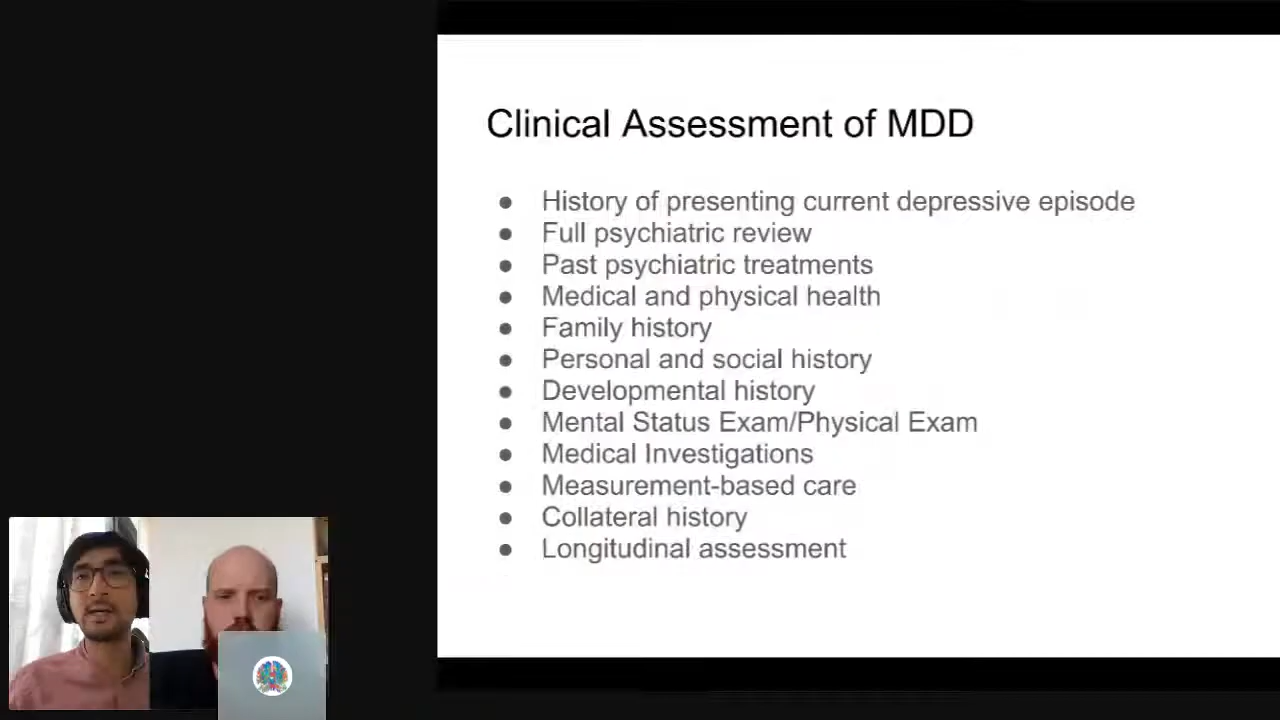 Clinical Assessment of MDD
● History of presenting current depressive episode
● Full psychiatric review
● Past psychiatric treatments
● Medical and physical health
● Family history
● Personal and social history
● Developmental history
● Mental Status Exam/Physical Exam
● Medical Investigations
● Measurement-based care
● Collateral history
● Longitudinal assessment